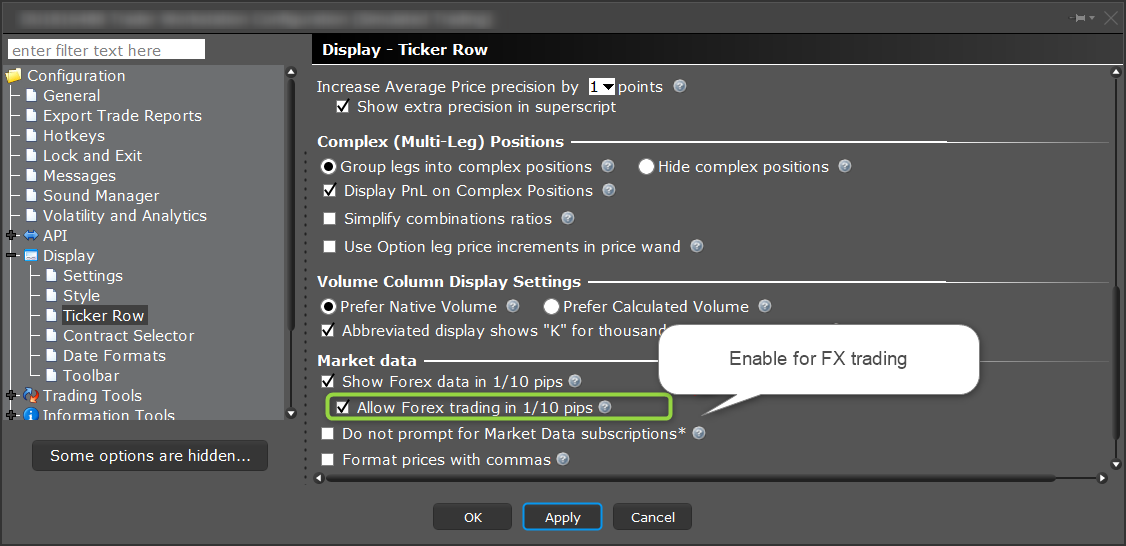 enter filter text here
Configuration
General
Export Trade Reports
Hotkeys
Lock and Exit
Messages
Sound Manager
Volatility and Analytics
API
Display
Settings
Style
Ticker Row
Contract Selector
Date Formats
Toolbar
Trading Tools
Information Tools
Some options are hidden...
Display - Ticker Row
Increase Average Price precision by 1 points
Show extra precision in superscript
Complex (Multi-Leg) Positions
Group legs into complex positions Hide complex positions
Display PnL on Complex Positions
Simplify combinations ratios
Use Option leg price increments in price wand
Volume Column Display Settings
Prefer Native Volume Prefer Calculated Volume
Abbreviated display shows "K" for thousand
Enable for FX trading
Market data
Show Forex data in 1/10 pips
Allow Forex trading in 1/10 pips
Do not prompt for Market Data subscriptions*
Format prices with commas
OK Apply Cancel